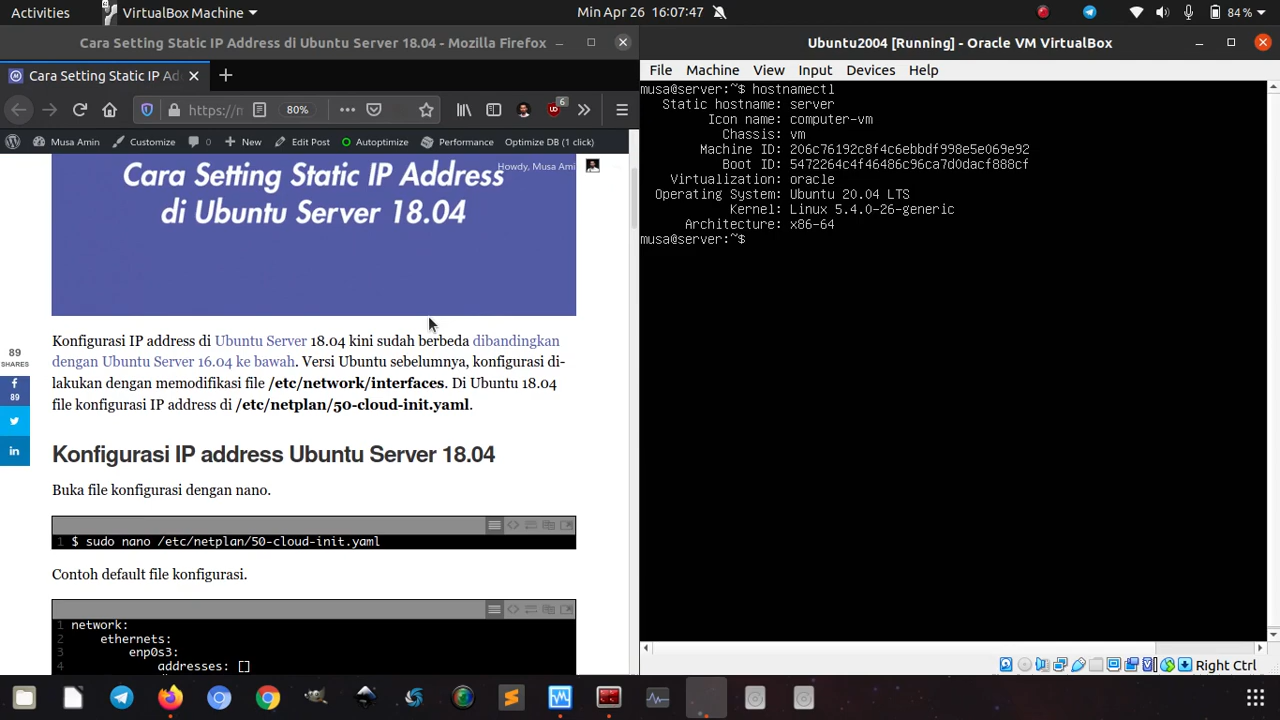 Activities
VirtualBox Machine
Min Apr 26 16:07:47
84 %
Cara Setting Static IP Address di Ubuntu Server 18.04 - Mozilla Firefox
Cara Setting Static IP Ad
https://
80%
6
Musa Amin
Customize
0
New
Edit Post
Autoptimize
Performance
Optimize DB (1 click)
Howdy, Musa Ami
Cara Setting Static IP Address
di Ubuntu Server 18.04
Konfigurasi IP address di Ubuntu Server 18.04 kini sudah berbeda dibandingkan
dengan Ubuntu Server 16.04 ke bawah. Versi Ubuntu sebelumnya, konfigurasi di-
lakukan dengan memodifikasi file /etc/network/interfaces. Di Ubuntu 18.04
file konfigurasi IP address di /etc/netplan/50-cloud-init.yaml.
89
SHARES
89
Konfigurasi IP address Ubuntu Server 18.04
Buka file konfigurasi dengan nano.
1 $ sudo nano /etc/netplan/50-cloud-init.yaml
Contoh default file konfigurasi.
1 network:
2 ethernets:
3 enp0s3:
4 addresses: []
Ubuntu2004 [Running] - Oracle VM VirtualBox
File Machine View Input Devices Help
musa@server:~$ hostnamectl
Static hostname: server
Icon name: computer-vm
Chassis: vm
Machine ID: 206c76192c8f4c6ebbdf998e5e069e92
Boot ID: 5472264c4f46486c96ca7d0dacf888cf
Virtualization: oracle
Operating System: Ubuntu 20.04 LTS
Kernel: Linux 5.4.0-26-generic
Architecture: x86-64
musa@server:~$
Right Ctrl